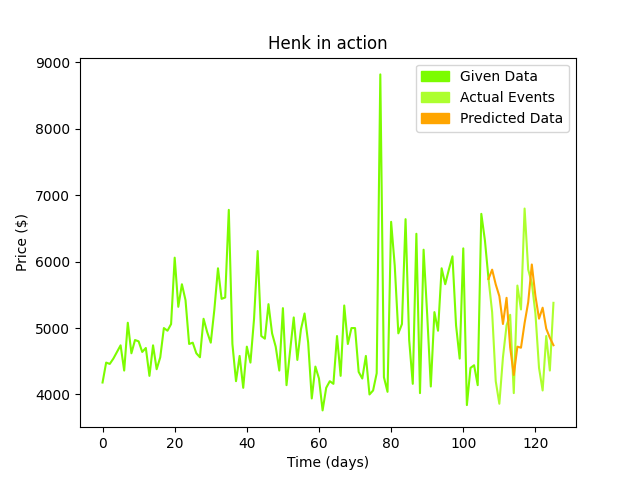 Henk in action
Given Data
Actual Events
Predicted Data
Price ($)
9000
8000
7000
6000
5000
4000
0 20 40 60 80 100 120
Time (days)